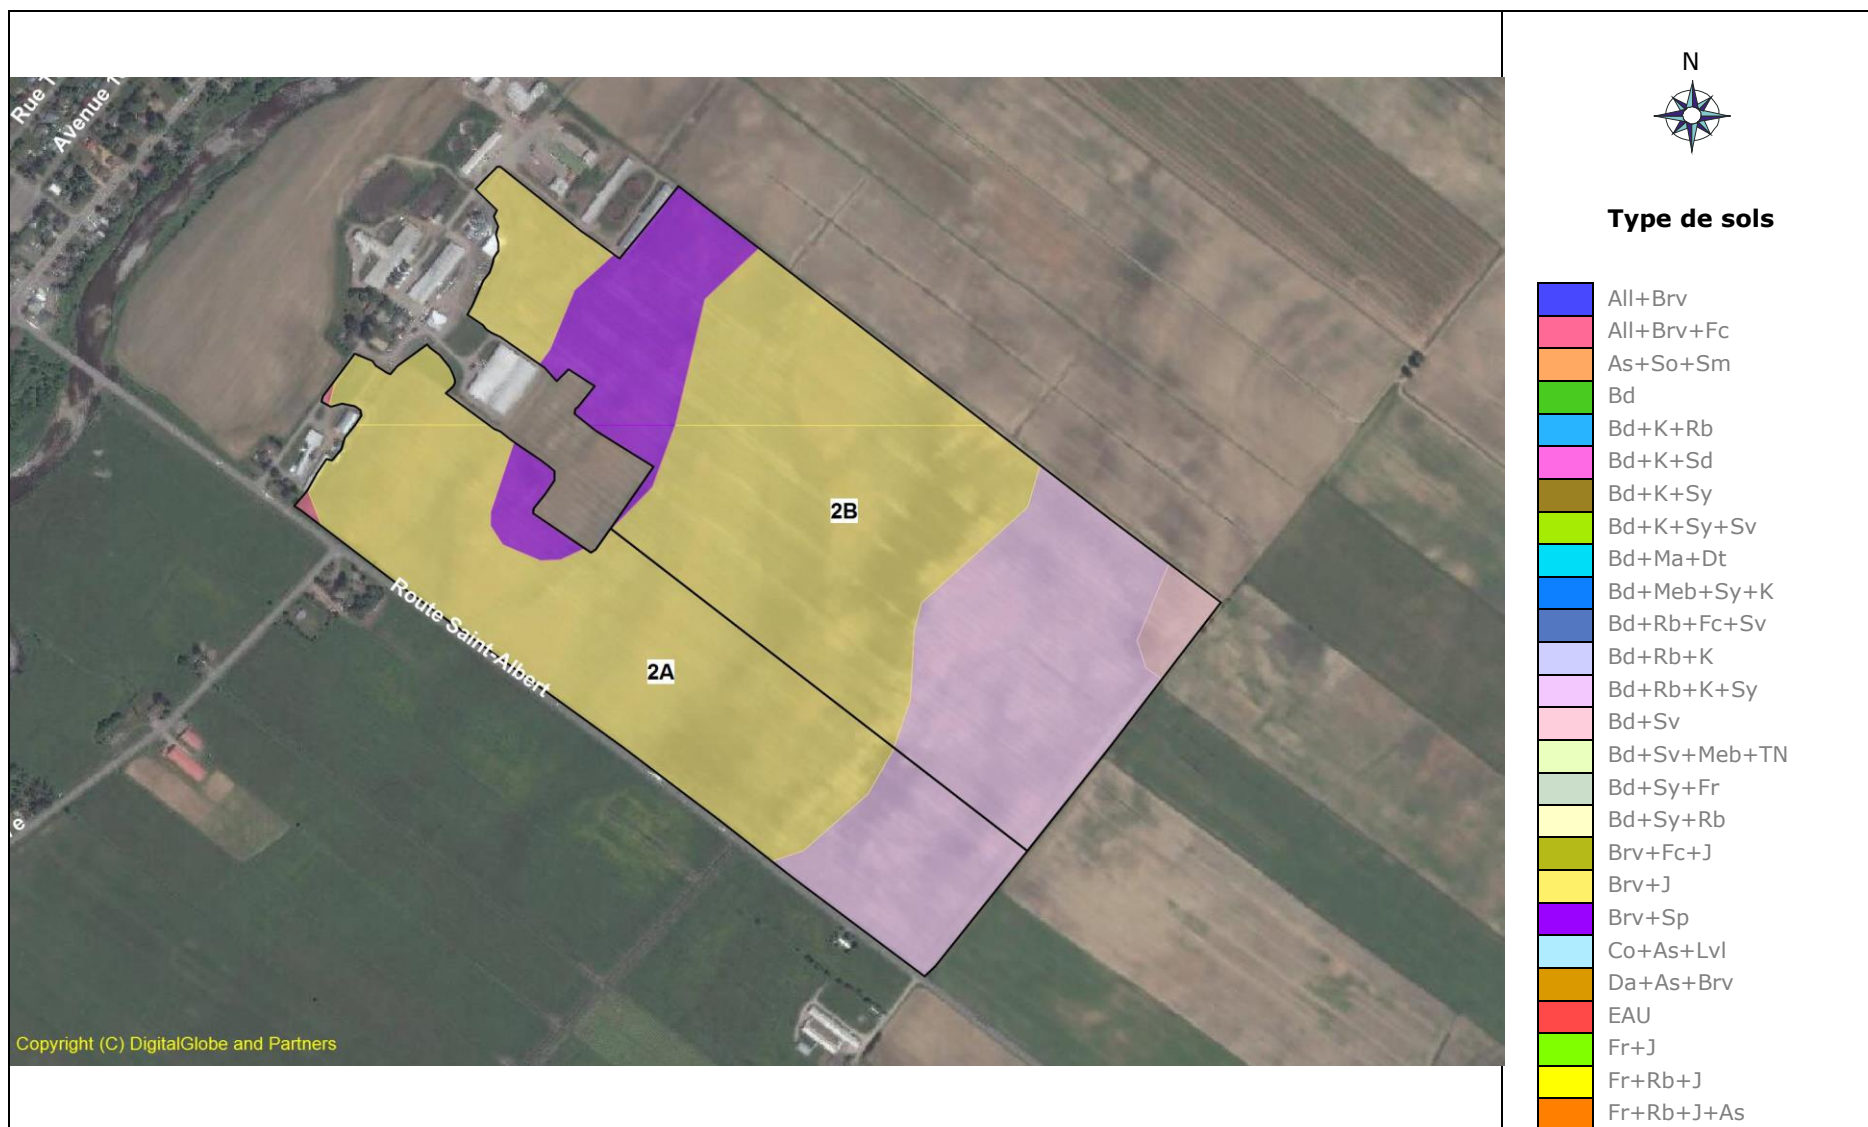 N
Type de sols
All+Brv
All+Brv+Fc
As+So+Sm
Bd
Bd+K+Rb
Bd+K+Sd
Bd+K+Sy
Bd+K+Sy+Sv
Bd+Ma+Dt
Bd+Meb+Sy+K
Bd+Rb+Fc+Sv
Bd+Rb+K
Bd+Rb+K+Sy
Bd+Sv
Bd+Sv+Meb+TN
Bd+Sy+Fr
Bd+Sy+Rb
Brv+Fc+J
Brv+J
Brv+Sp
Co+As+Lvl
Da+As+Brv
EAU
Fr+J
Fr+Rb+J
Fr+Rb+J+As
Rue
Avenue
2B
2A
Route Saint-Albert
Copyright (C) DigitalGlobe and Partners